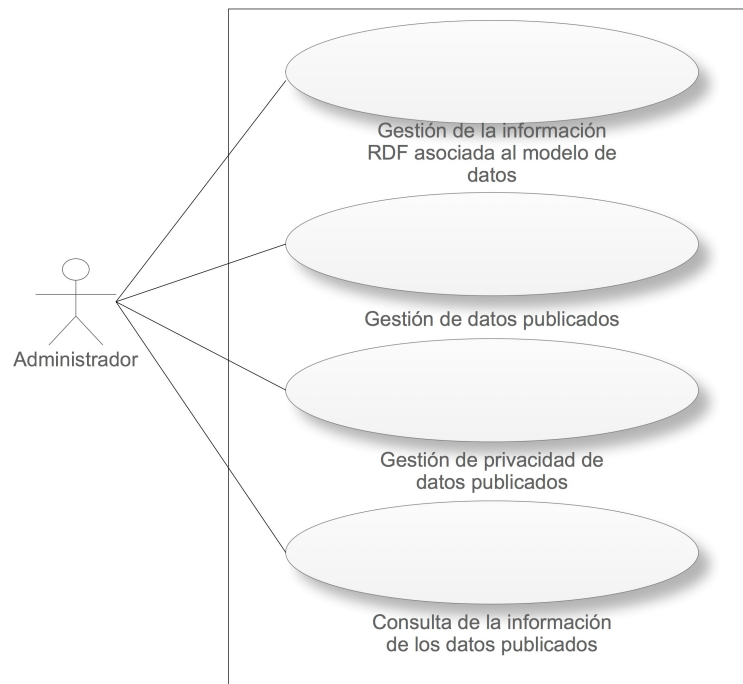 Gestión de la información
RDF asociada al modelo de
datos
Gestión de datos publicados
Administrador
Gestión de privacidad de
datos publicados
Consulta de la información
de los datos publicados